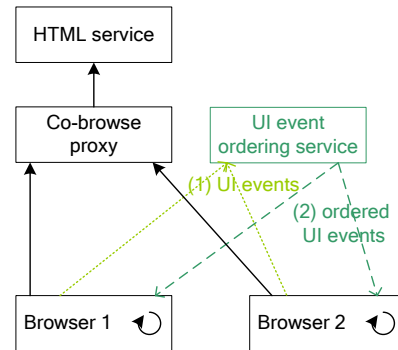 HTML service
Co-browse
proxy
UI event
ordering service
(1) UI events
(2) ordered
UI events
Browser 1
Browser 2